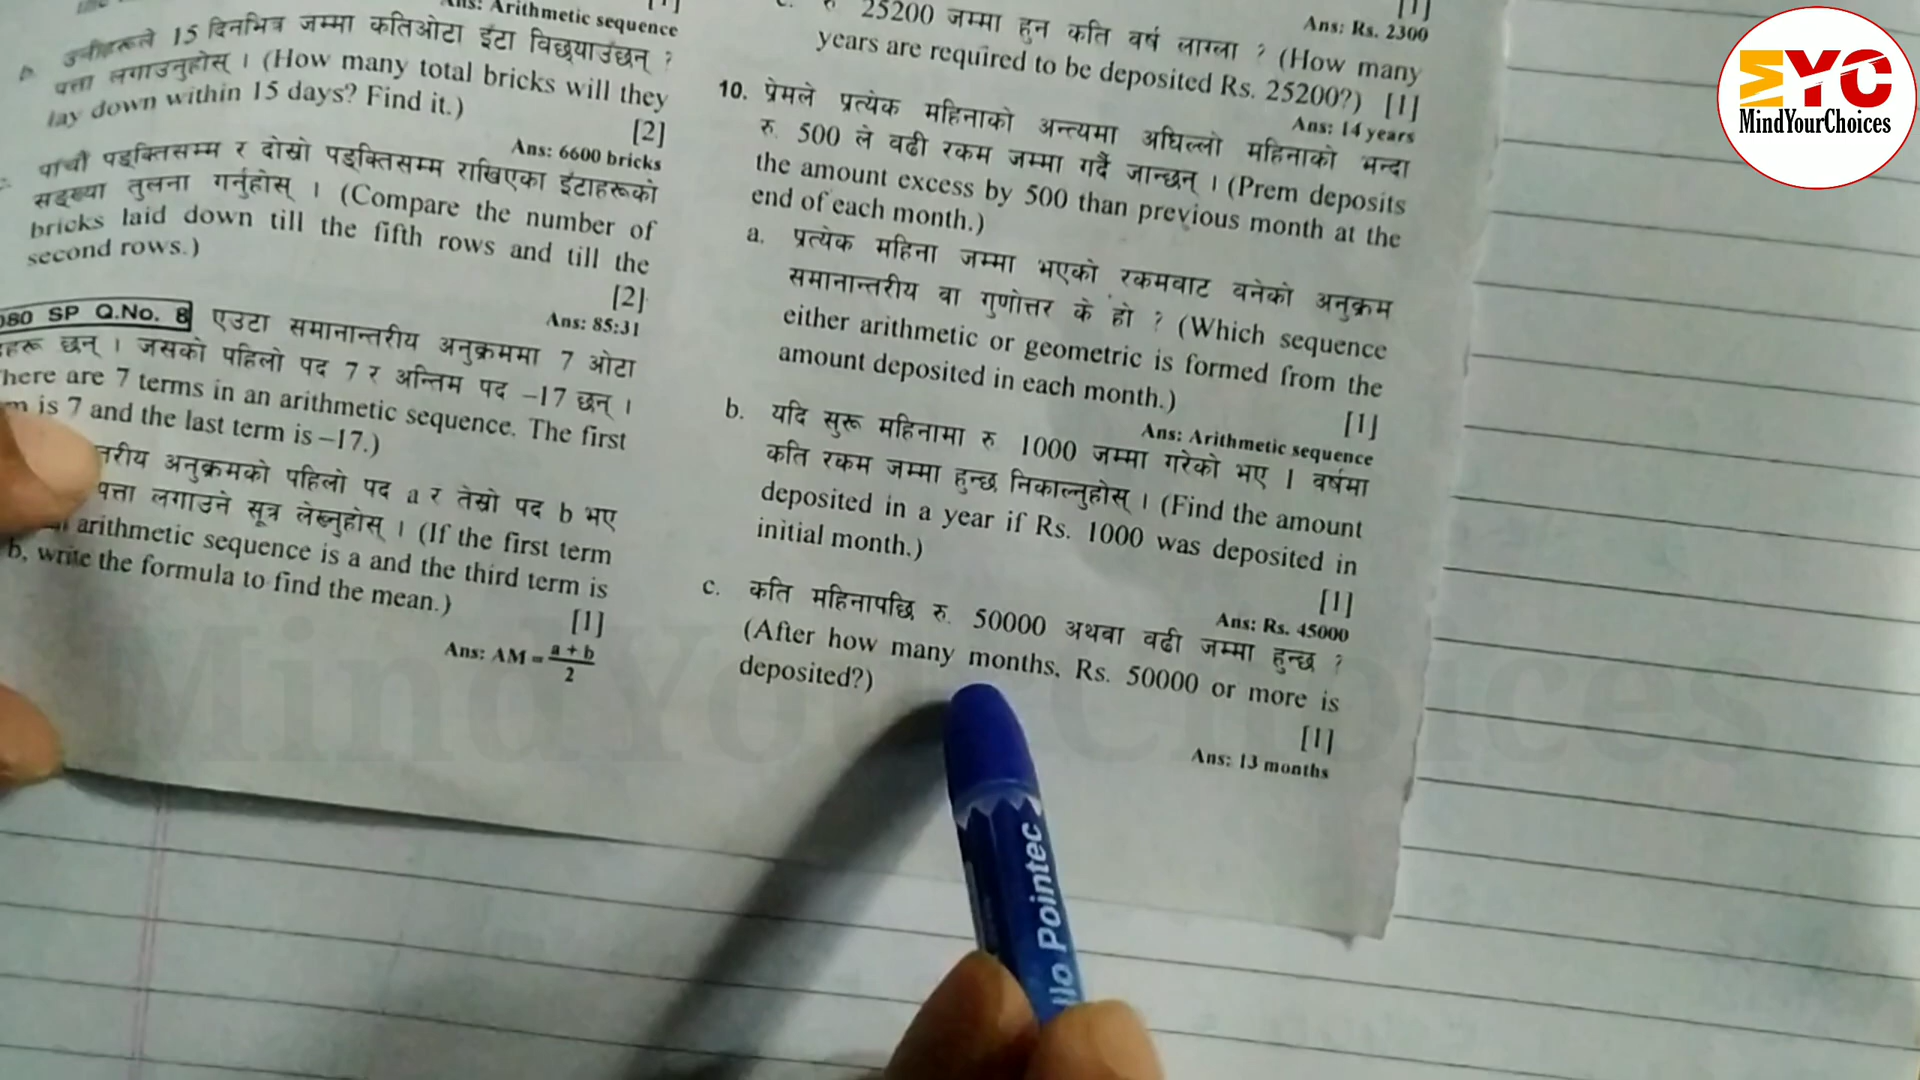 Ans: Arithmetic sequence
उनीहरूले 15 दिनभित्र जम्मा कतिओटा इँटा विछ्याउँछन् ?
पत्ता लगाउनुहोस् । (How many total bricks will they
lay down within 15 days? Find it.)
[2]
Ans: 6600 bricks
पाचौँ पङ्क्तिसम्म र दोस्रो पङ्क्तिसम्म राखिएका इँटाहरूको
सङ्ख्या तुलना गर्नुहोस् । (Compare the number of
bricks laid down till the fifth rows and till the
second rows.)
[2]
Ans: 85:31
080 SP Q.No. 8 एउटा समानान्तरीय अनुक्रममा 7 ओटा
छन् । जसको पहिलो पद 7 र अन्तिम पद –17 छन् ।
here are 7 terms in an arithmetic sequence. The first
m is 7 and the last term is –17.)
तरीय अनुक्रमको पहिलो पद a र तेस्रो पद b भए
पत्ता लगाउने सूत्र लेख्नुहोस् । (If the first term
arithmetic sequence is a and the third term is
b, write the formula to find the mean.)
[1]
Ans: AM = a + b / 2
[1]
Ans: Rs. 2300
c. रु 25200 जम्मा हुन कति वर्ष लाग्ला ? (How many
years are required to be deposited Rs. 25200?) [1]
Ans: 14 years
10. प्रेमले प्रत्येक महिनाको अन्त्यमा अघिल्लो महिनाको भन्दा
रु. 500 ले वढी रकम जम्मा गर्दै जान्छन् । (Prem deposits
the amount excess by 500 than previous month at the
end of each month.)
a. प्रत्येक महिना जम्मा भएको रकमवाट वनेको अनुक्रम
समानान्तरीय वा गुणोत्तर के हो ? (Which sequence
either arithmetic or geometric is formed from the
amount deposited in each month.)
[1]
Ans: Arithmetic sequence
b. यदि सुरू महिनामा रु 1000 जम्मा गरेको भए 1 वर्षमा
कति रकम जम्मा हुन्छ निकाल्नुहोस् । (Find the amount
deposited in a year if Rs. 1000 was deposited in
initial month.)
[1]
Ans: Rs. 45000
c. कति महिनापछि रु. 50000 अथवा वढी जम्मा हुन्छ ?
(After how many months, Rs. 50000 or more is
deposited?)
[1]
Ans: 13 months
MYC
MindYourChoices
MindYourChoices
llo Pointec